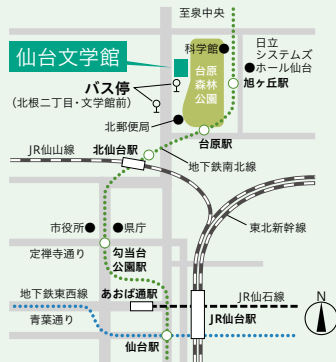 至泉中央
仙台文学館
科学館
日立
システムズ
ホール仙台
台原
森林
公園
旭ヶ丘駅
バス停
(北根二丁目・文学館前)
北郵便局
台原駅
JR仙山線
北仙台駅
地下鉄南北線
市役所
県庁
東北新幹線
定禅寺通り
勾当台
公園駅
地下鉄東西線
あおば通駅
JR仙石線
N
青葉通り
JR仙台駅
仙台駅